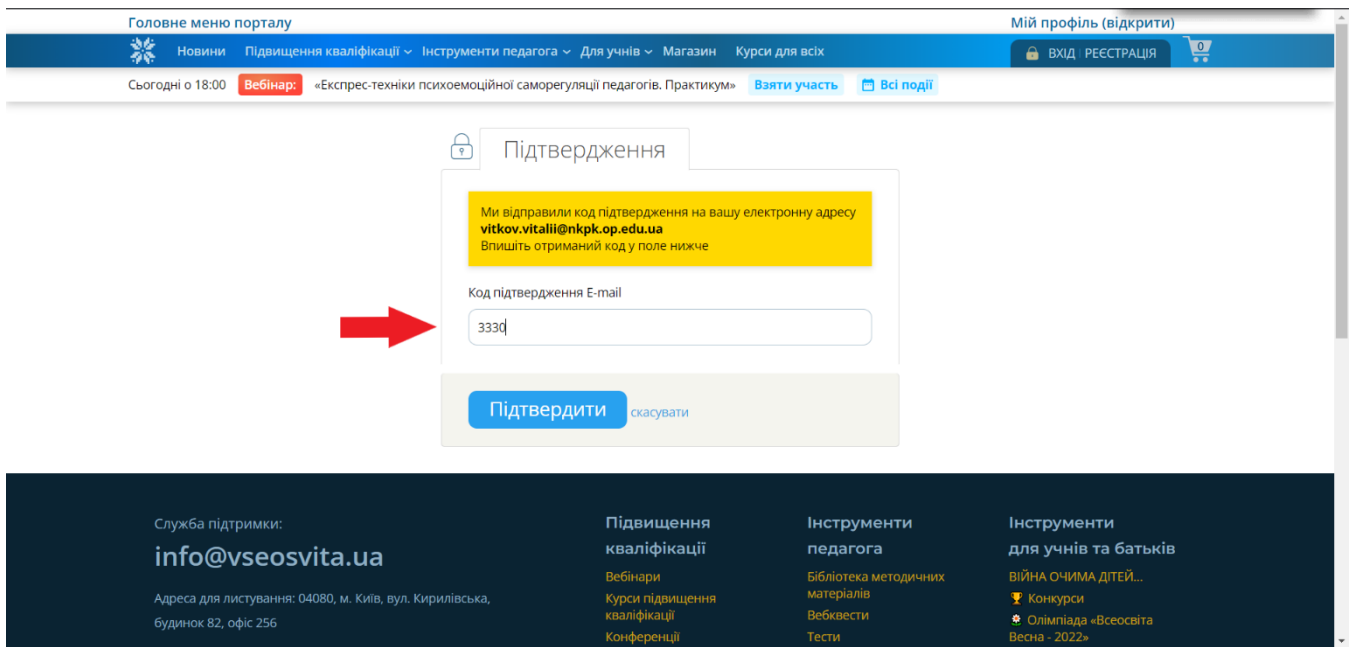 Головне меню порталу
Мій профіль (відкрити)
Новини Підвищення кваліфікації Інструменти педагога Для учнів Магазин Курси для всіх
ВХІД | РЕЄСТРАЦІЯ
0
Сьогодні о 18:00 Вебінар: «Експрес-техніки психоемоційної саморегуляції педагогів. Практикум» Взяти участь Всі події
Підтвердження
Ми відправили код підтвердження на вашу електронну адресу
vitkov.vitalii@nkpk.op.edu.ua
Впишіть отриманий код у поле нижче
Код підтвердження E-mail
3330
Підтвердити скасувати
Служба підтримки:
info@vseosvita.ua
Адреса для листування: 04080, м. Київ, вул. Кирилівська,
будинок 82, офіс 256
Підвищення
кваліфікації
Вебінари
Курси підвищення
кваліфікації
Конференції
Інструменти
педагога
Бібліотека методичних
матеріалів
Вебквести
Тести
Інструменти
для учнів та батьків
ВІЙНА ОЧИМА ДІТЕЙ...
Конкурси
Олімпіада «Всеосвіта
Весна - 2022»